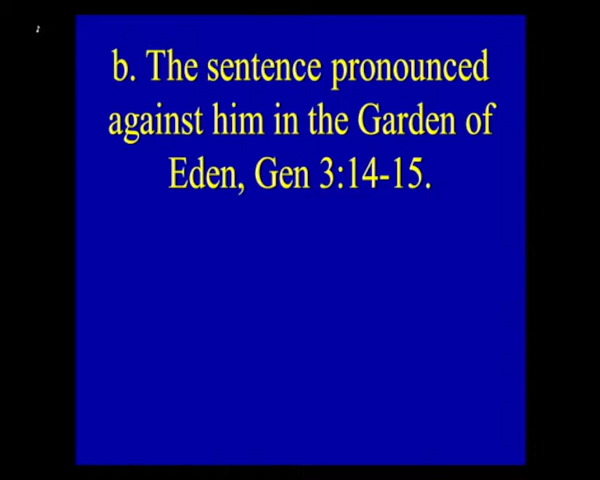 b. The sentence pronounced
against him in the Garden of
Eden, Gen 3:14-15.